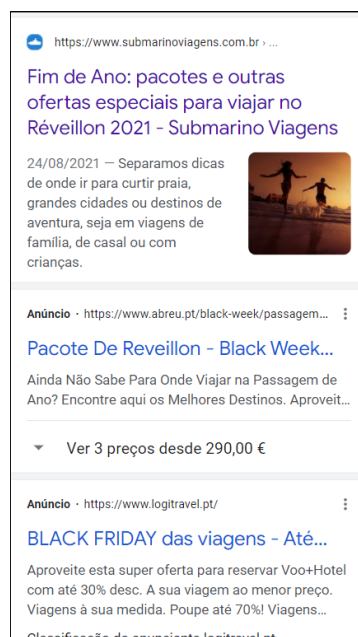 https://www.submarinoviagens.com.br › ...
Fim de Ano: pacotes e outras
ofertas especiais para viajar no
Réveillon 2021 - Submarino Viagens
24/08/2021 — Separamos dicas
de onde ir para curtir praia,
grandes cidades ou destinos de
aventura, seja em viagens de
família, de casal ou com
crianças.
Anúncio · https://www.abreu.pt/black-week/passagem...
Pacote De Reveillon - Black Week...
Ainda Não Sabe Para Onde Viajar na Passagem de
Ano? Encontre aqui os Melhores Destinos. Aproveit...
Ver 3 preços desde 290,00 €
Anúncio · https://www.logitravel.pt/
BLACK FRIDAY das viagens - Até...
Aproveite esta super oferta para reservar Voo+Hotel
com até 30% desc. A sua viagem ao menor preço.
Viagens à sua medida. Poupe até 70%! Viagens...
Classificação do anunciante logitravel.pt